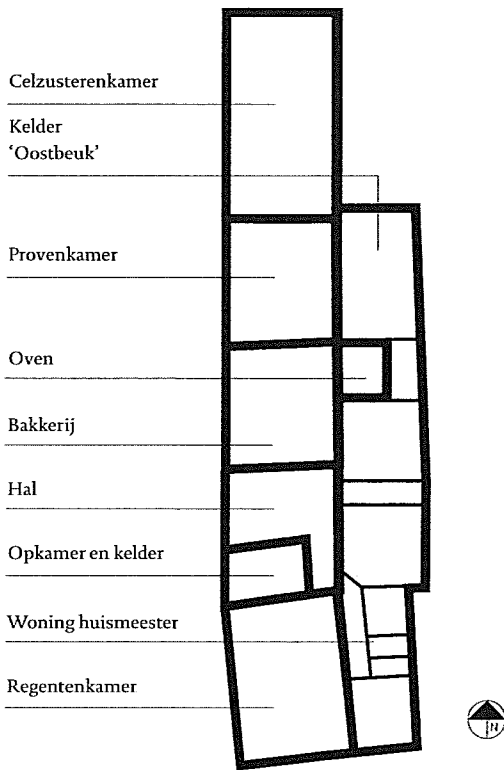 Celzusterenkamer
Kelder
‘Oostbeuk’
Provenkamer
Oven
Bakkerij
Hal
Opkamer en kelder
Woning huismeester
Regentenkamer
N